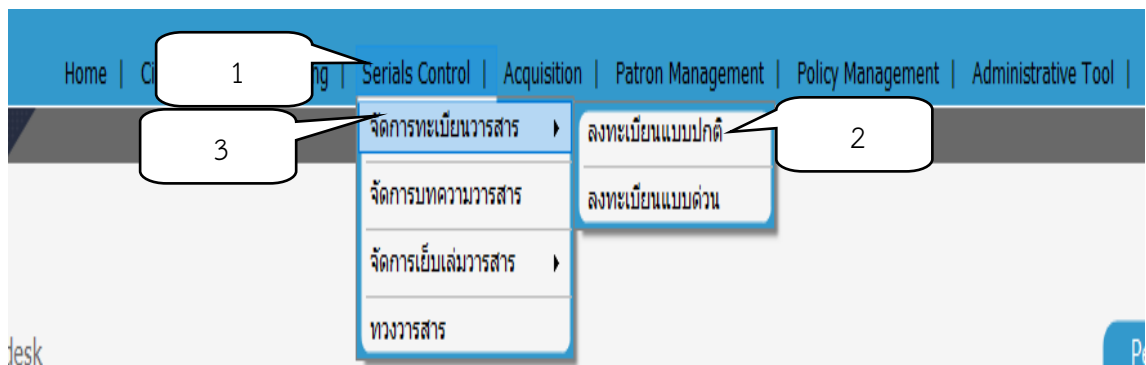 Home | Ci 1 ng | Serials Control | Acquisition | Patron Management | Policy Management | Administrative Tool |
3 จัดการทะเบียนวารสาร ลงทะเบียนแบบปกติ 2
จัดการบทความวารสาร ลงทะเบียนแบบด่วน
จัดการเย็บเล่มวารสาร
ทวงวารสาร
desk Pe